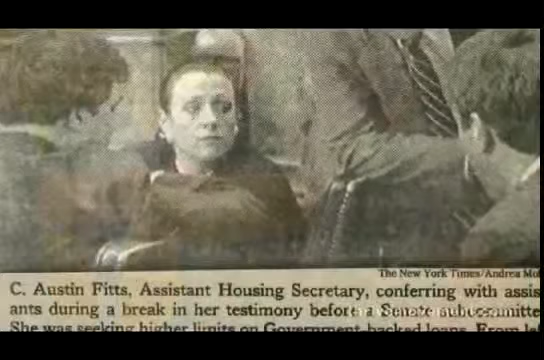 The New York Times/Andrea Mo
C. Austin Fitts, Assistant Housing Secretary, conferring with assis
ants during a break in her testimony before a Senate subcommitte
She was seeking higher limits on Government-backed loans. From le